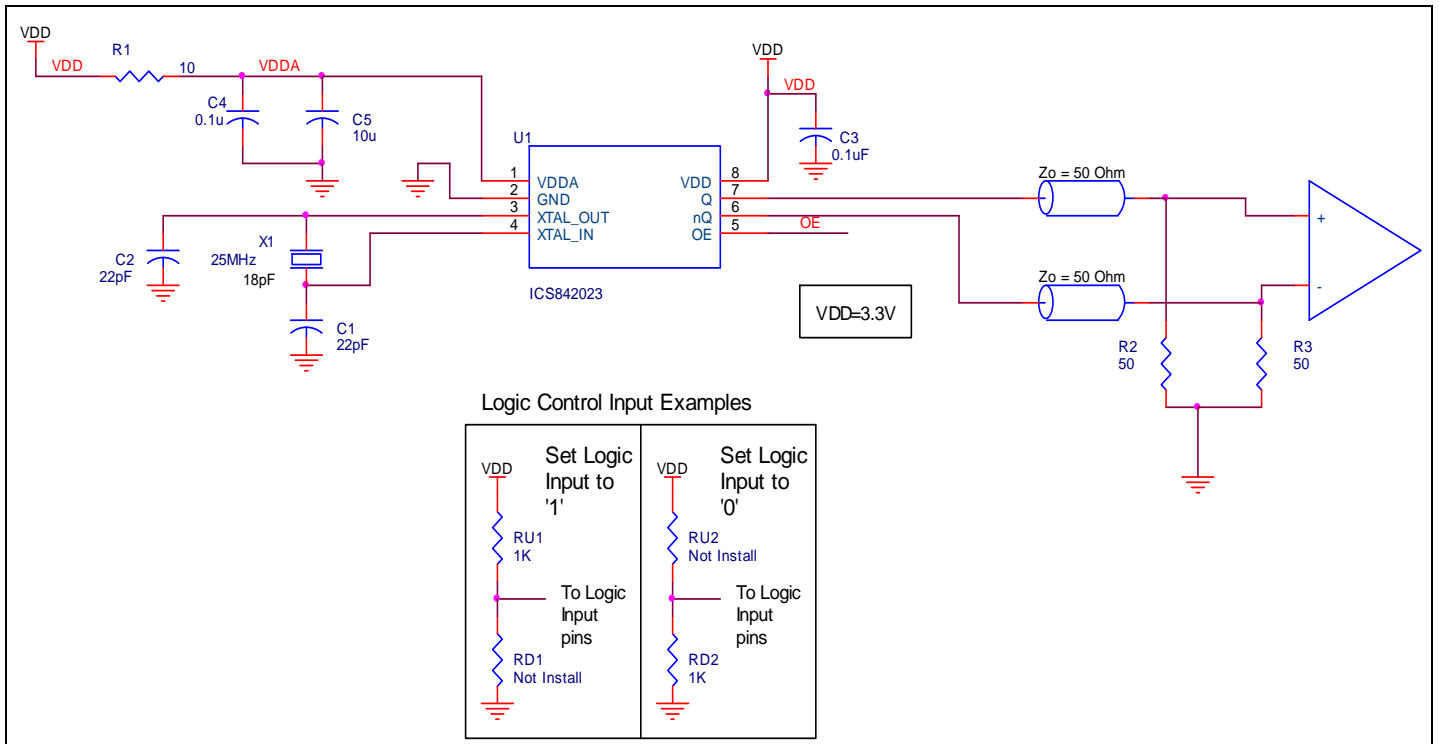 VDD
VDD
R1
10
VDDA
C4
0.1u
C5
10u
VDD
VDD
C3
0.1uF
U1
1
VDDA
2
GND
3
XTAL_OUT
4
XTAL_IN
VDD
8
Q
7
nQ
6
OE
5
OE
ICS842023
C2
22pF
X1
25MHz
18pF
C1
22pF
VDD=3.3V
Zo = 50 Ohm
Zo = 50 Ohm
+
-
R2
50
R3
50
Logic Control Input Examples
VDD
Set Logic
Input to
'1'
RU1
1K
To Logic
Input
pins
RD1
Not Install
VDD
Set Logic
Input to
'0'
RU2
Not Install
To Logic
Input
pins
RD2
1K